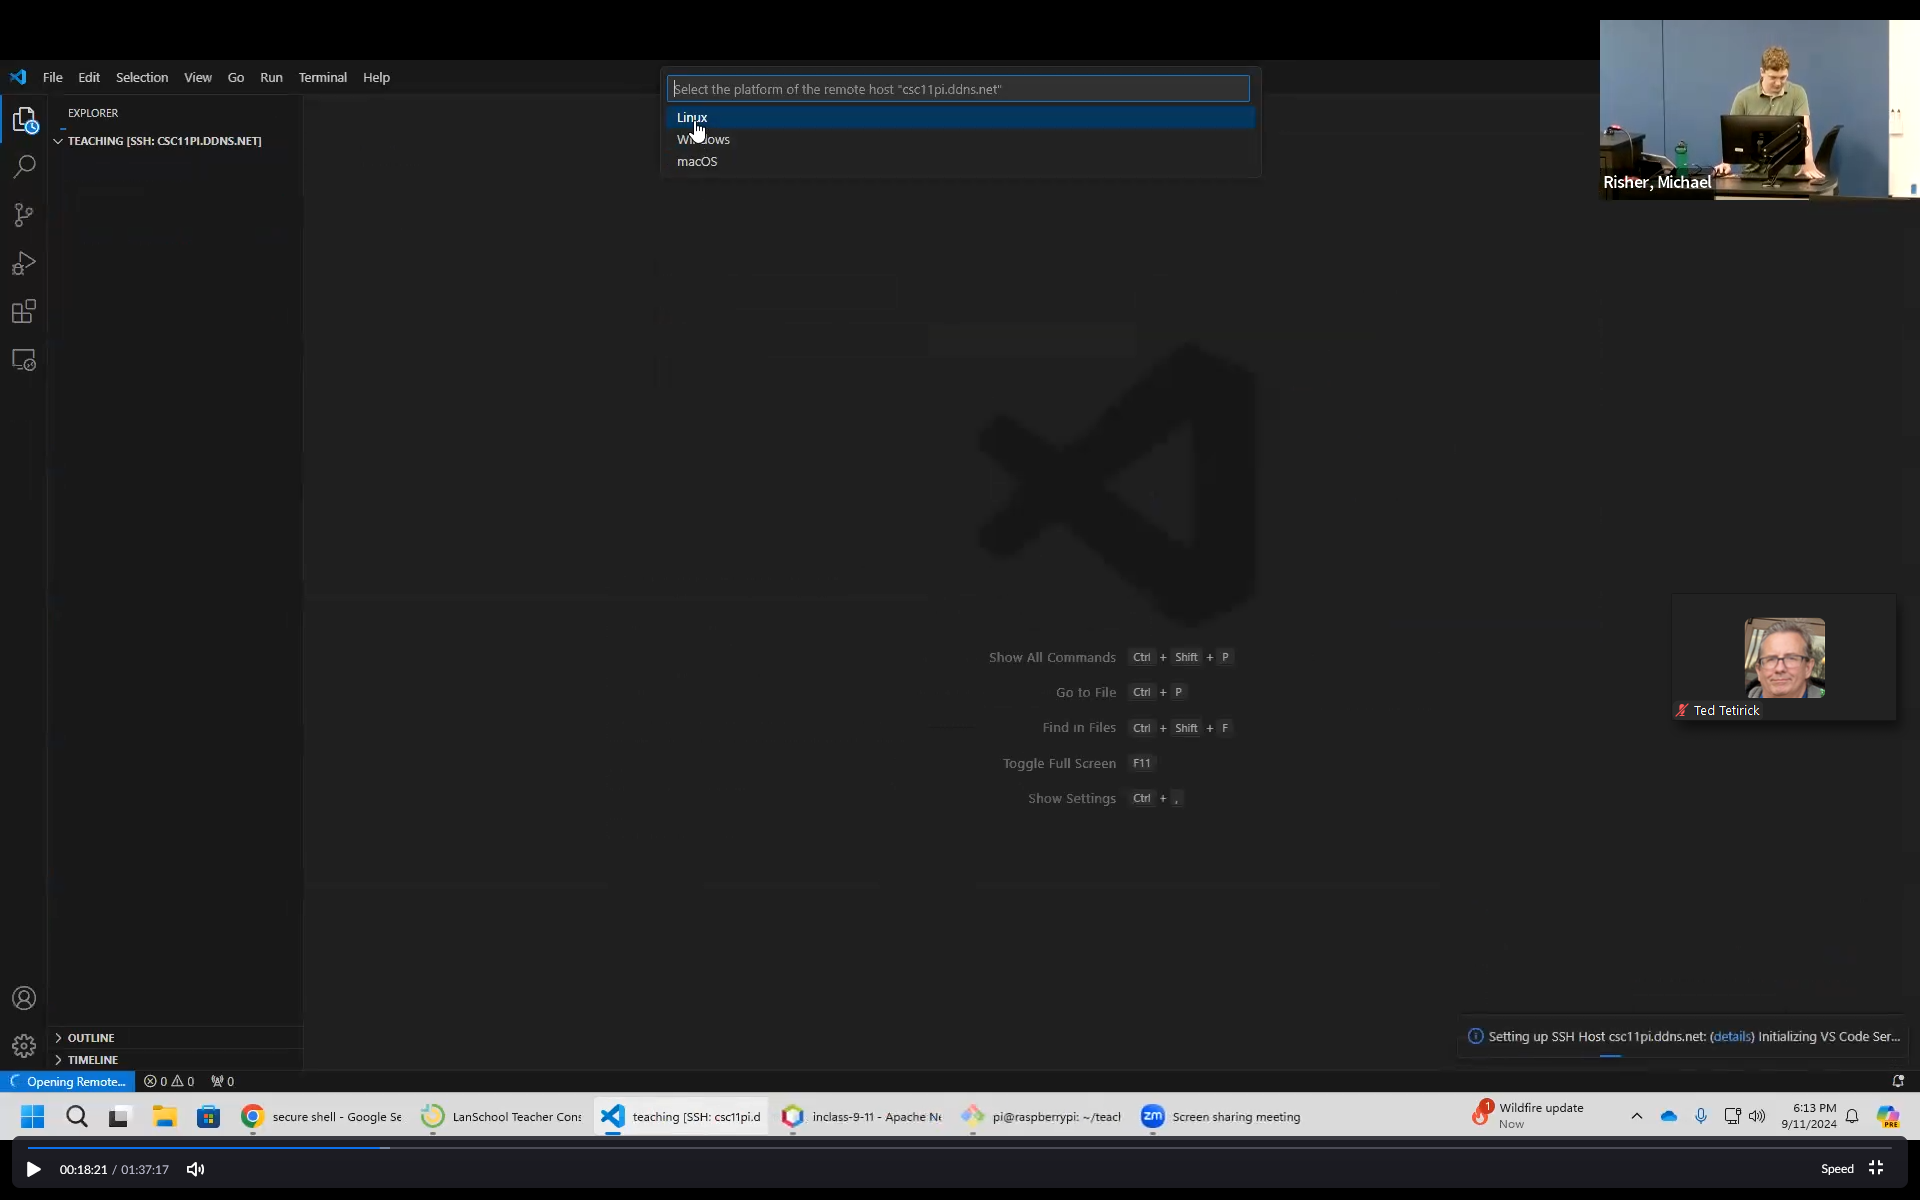 File Edit Selection View Go Run Terminal Help
Select the platform of the remote host "csc11pi.ddns.net"
Linux
macOS
EXPLORER
TEACHING [SSH: CSC11PI.DDNS.NET]
Risher, Michael
Show All Commands Ctrl + Shift + P
Go to File Ctrl + P
Find in Files Ctrl + Shift + F
Toggle Full Screen F11
Show Settings Ctrl + ,
Ted Tetirick
OUTLINE
TIMELINE
Setting up SSH Host csc11pi.ddns.net: (details) Initializing VS Code Ser...
Opening Remote... 0 0 0
secure shell - Google Se
LanSchool Teacher Cons
teaching [SSH: csc11pi.d
inclass-9-11 - Apache Ne
pi@raspberrypi: ~/teacl
zm Screen sharing meeting
1 Wildfire update
Now
6:13 PM
9/11/2024
PRE
00:18:21 / 01:37:17
Speed